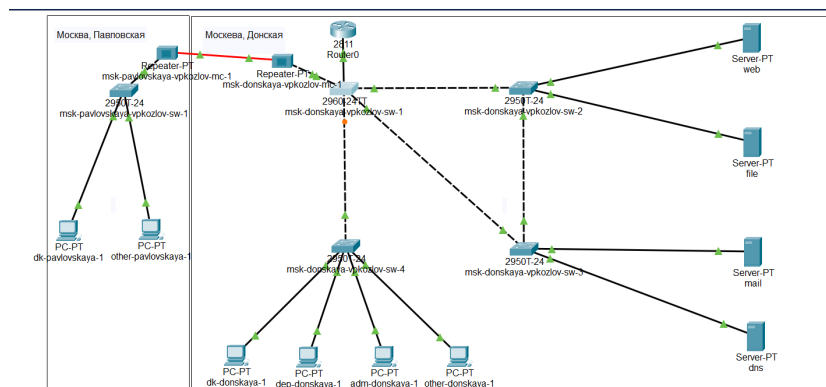 Москва, Павловская
Москева, Донская
2811
Router0
Repeater-PT
msk-pavlovskaya-vpkozlov-mc-1
Repeater-PT
msk-donskaya-vpkozlov-mc-1
Server-PT
web
2950T-24
msk-pavlovskaya-vpkozlov-sw-1
2960-24TT
msk-donskaya-vpkozlov-sw-1
2950T-24
msk-donskaya-vpkozlov-sw-2
Server-PT
file
PC-PT
dk-pavlovskaya-1
PC-PT
other-pavlovskaya-1
2950T-24
msk-donskaya-vpkozlov-sw-4
2950T-24
msk-donskaya-vpkozlov-sw-3
Server-PT
mail
Server-PT
dns
PC-PT
dk-donskaya-1
PC-PT
dep-donskaya-1
PC-PT
adm-donskaya-1
PC-PT
other-donskaya-1